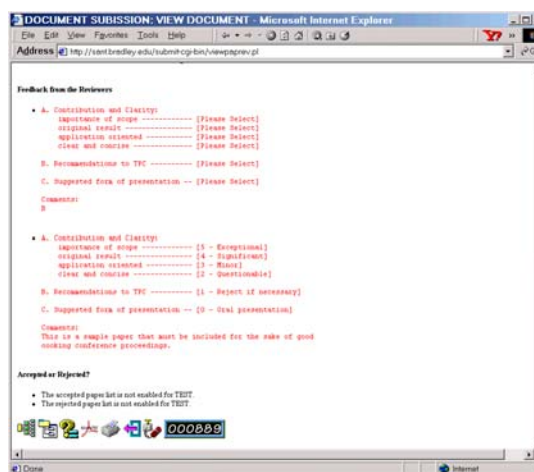 DOCUMENT SUBISSION: VIEW DOCUMENT - Microsoft Internet Explorer
File Edit View Favorites Tools Help
Address http://sant.bradley.edu/submit-cgi-bin/viewpaprev.pl
Feedback from the Reviewers
A. Contribution and Clarity:
importance of scope ------------ [Please Select]
original result ---------------- [Please Select]
application oriented ----------- [Please Select]
clear and concise -------------- [Please Select]
B. Recommendations to TPC ---------- [Please Select]
C. Suggested form of presentation -- [Please Select]
Comments:
A. Contribution and Clarity:
importance of scope ------------ [5 - Exceptional]
original result ---------------- [4 - Significant]
application oriented ----------- [3 - Minor]
clear and concise -------------- [2 - Questionable]
B. Recommendations to TPC ---------- [1 - Reject if necessary]
C. Suggested form of presentation -- [0 - Oral presentation]
Comments:
This is a sample paper that must be included for the sake of good
conference proceedings.
Accepted or Rejected?
The accepted paper list is not enabled for TEST.
The rejected paper list is not enabled for TEST.
000889
Done
Internet